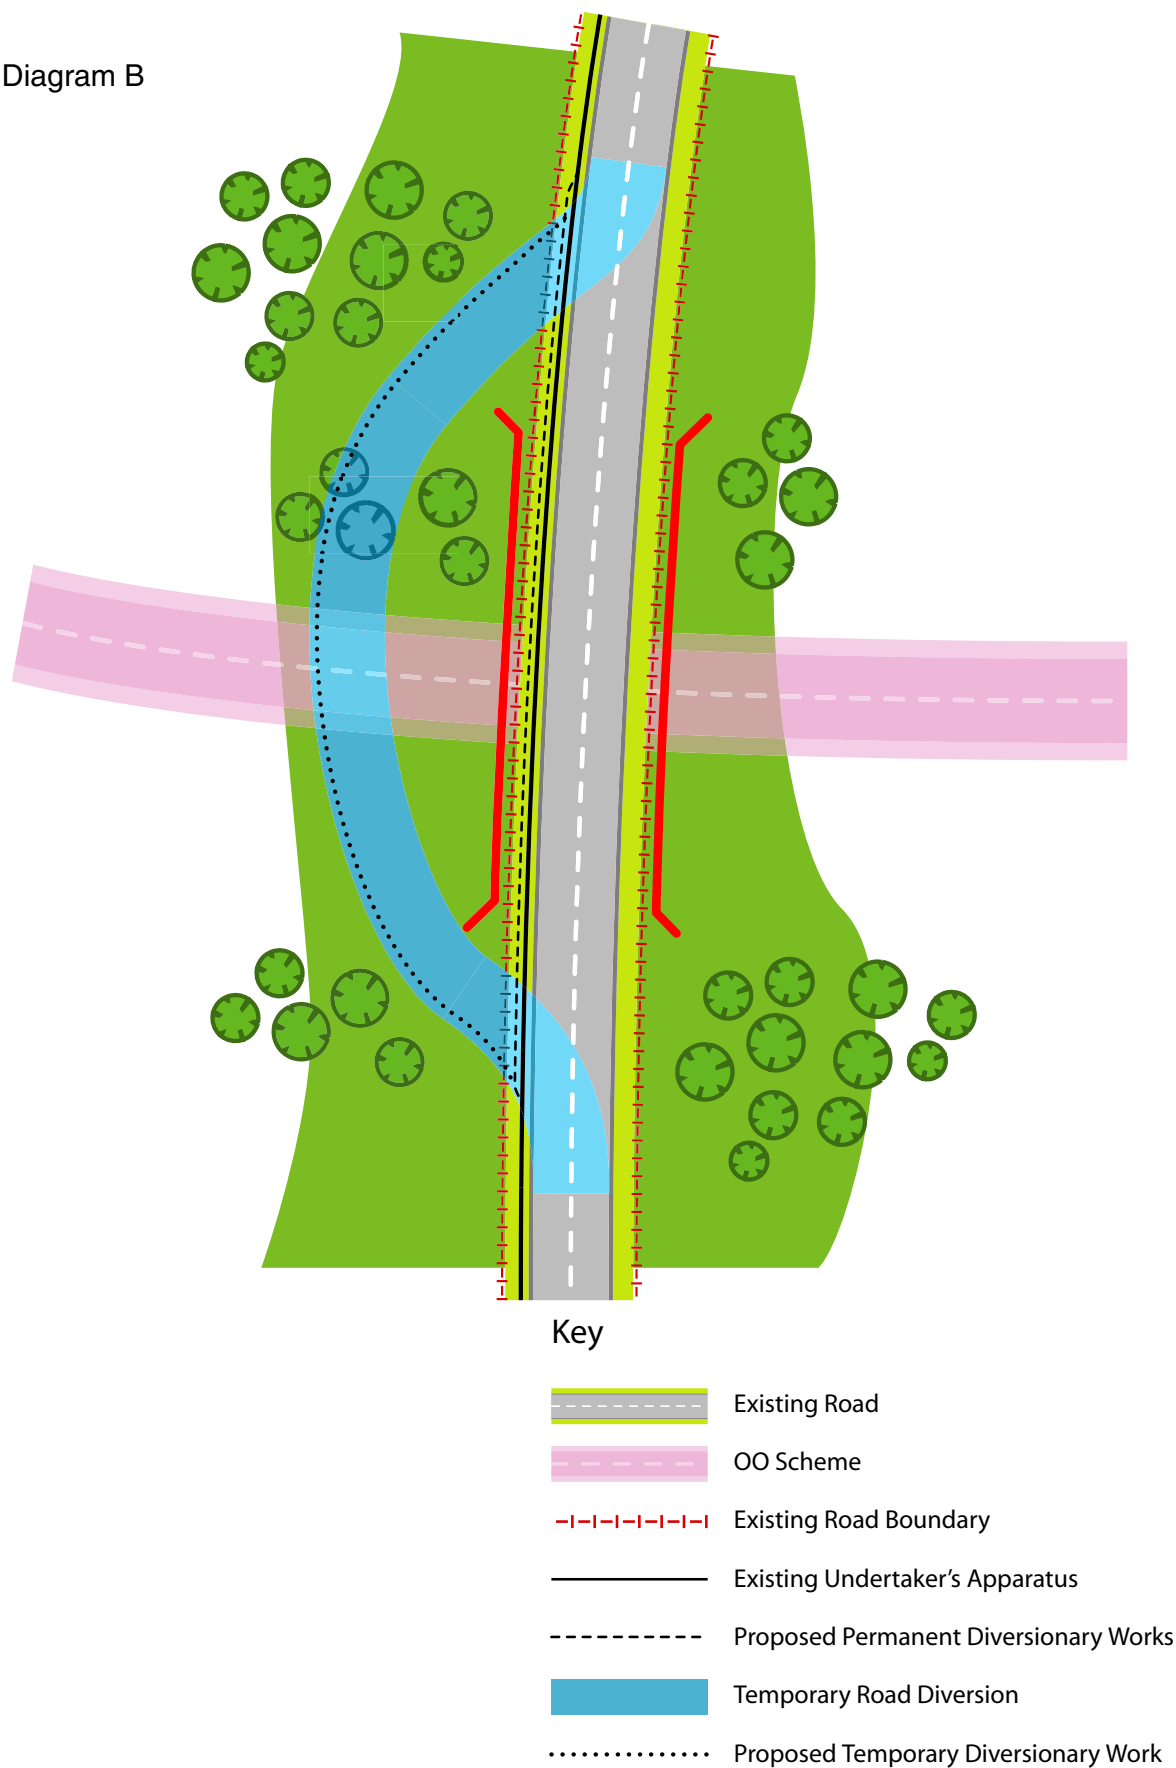 Diagram B
Key
Existing Road
OO Scheme
Existing Road Boundary
Existing Undertaker's Apparatus
Proposed Permanent Diversionary Works
Temporary Road Diversion
Proposed Temporary Diversionary Work